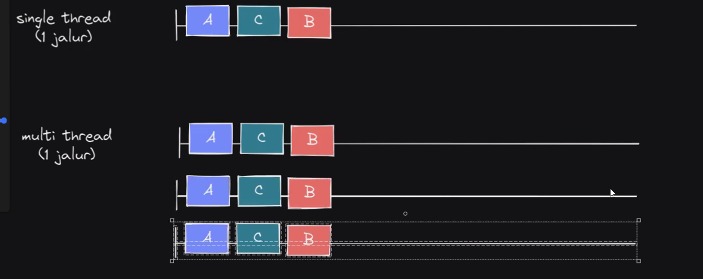 single thread
(1 jalur)
A C B
multi thread
(1 jalur)
A C B
A C B
A C B